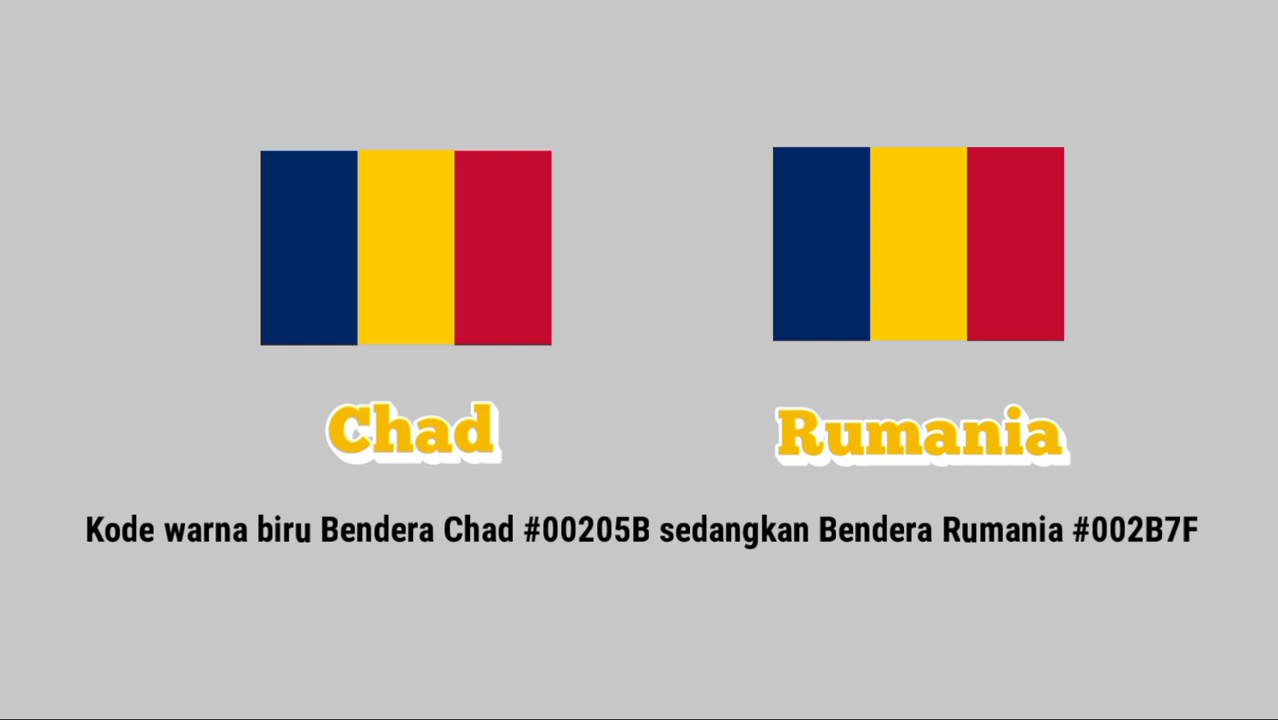 Chad
Rumania
Kode warna biru Bendera Chad #00205B sedangkan Bendera Rumania #002B7F